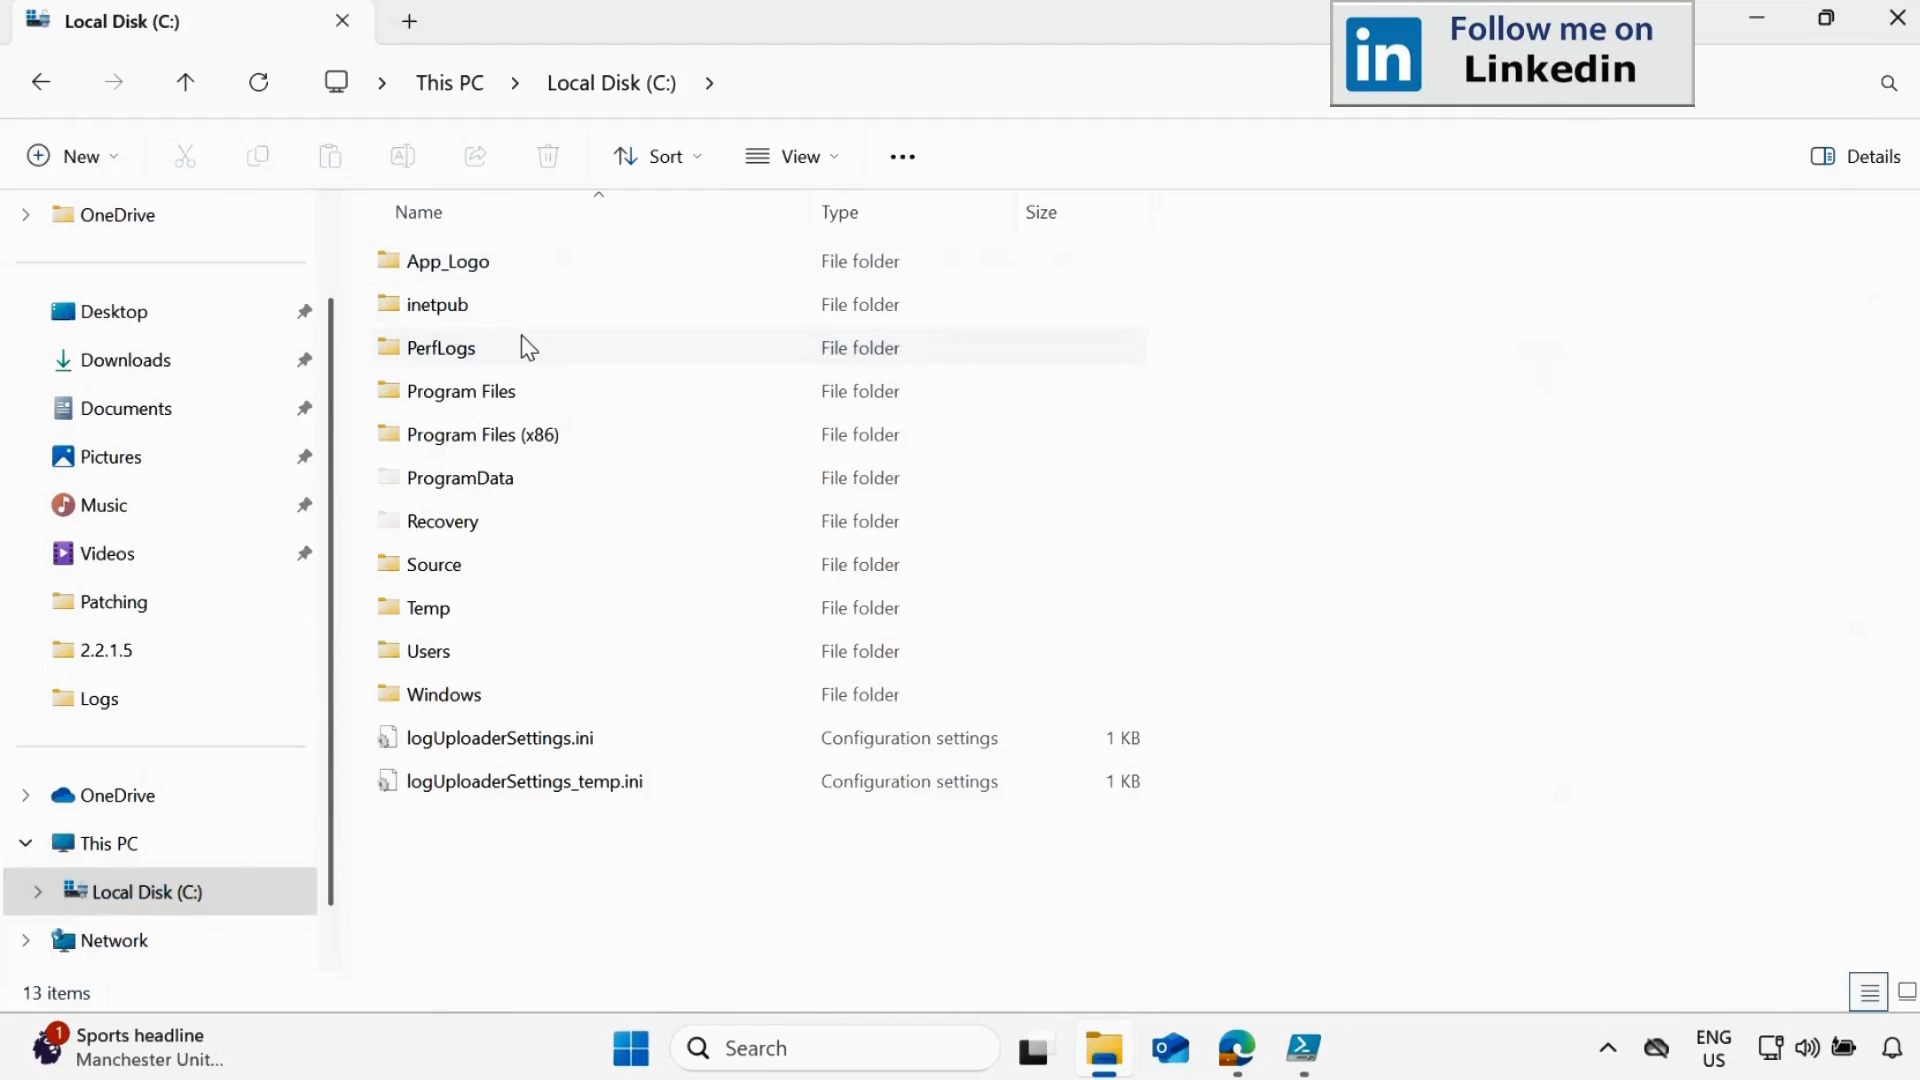 Local Disk (C:)
in
Follow me on
Linkedin
This PC
Local Disk (C:)
New
Sort
View
Details
OneDrive
Desktop
Downloads
Documents
Pictures
Music
Videos
Patching
2.2.1.5
Logs
OneDrive
This PC
Local Disk (C:)
Network
Name Type Size
App_Logo File folder
inetpub File folder
PerfLogs File folder
Program Files File folder
Program Files (x86) File folder
ProgramData File folder
Recovery File folder
Source File folder
Temp File folder
Users File folder
Windows File folder
logUploaderSettings.ini Configuration settings 1 KB
logUploaderSettings_temp.ini Configuration settings 1 KB
13 items
1
Sports headline
Manchester Unit...
Search
ENG
US